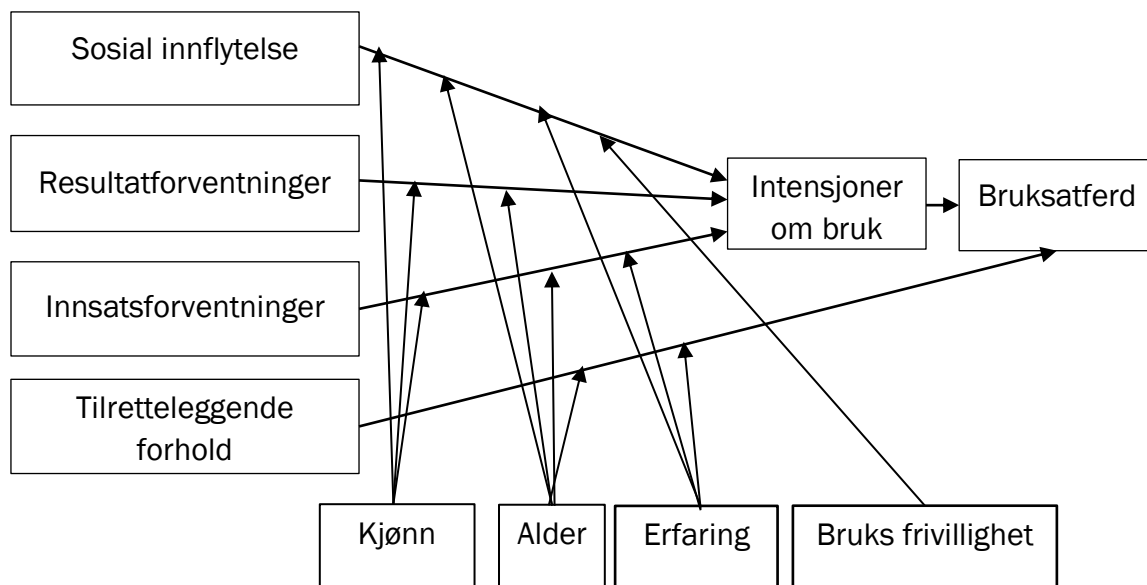 Sosial innflytelse
Resultatforventninger
Innsatsforventninger
Tilretteleggende
forhold
Intensjoner
om bruk
Bruksatferd
Kjønn
Alder
Erfaring
Bruks frivillighet